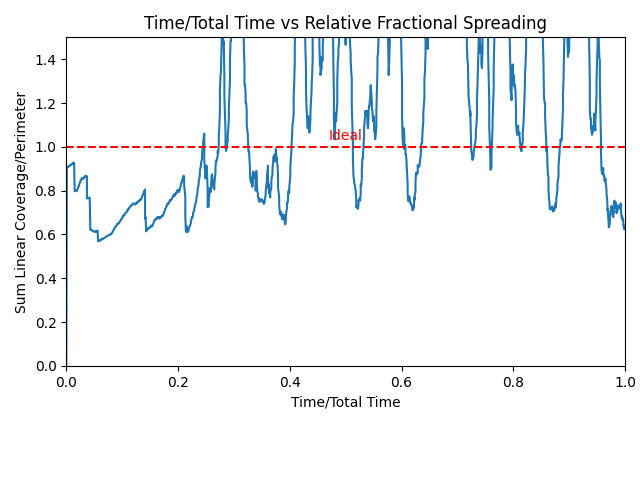 Time/Total Time vs Relative Fractional Spreading
Sum Linear Coverage/Perimeter
1.4
1.2
1.0
0.8
0.6
0.4
0.2
0.0
Ideal
0.0 0.2 0.4 0.6 0.8 1.0
Time/Total Time